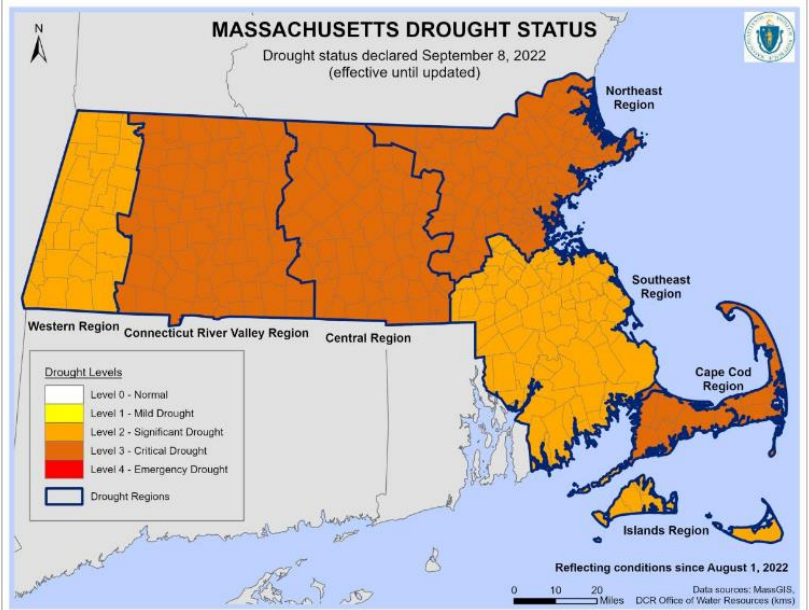 MASSACHUSETTS DROUGHT STATUS
Drought status declared September 8, 2022
(effective until updated)
N
Northeast
Region
Southeast
Region
Western Region
Connecticut River Valley Region
Central Region
Cape Cod
Region
Drought Levels
Level 0 - Normal
Level 1 - Mild Drought
Level 2 - Significant Drought
Level 3 - Critical Drought
Level 4 - Emergency Drought
Drought Regions
Islands Region
Reflecting conditions since August 1, 2022
0 10 20
Miles
Data sources: MassGIS,
DCR Office of Water Resources (kms)